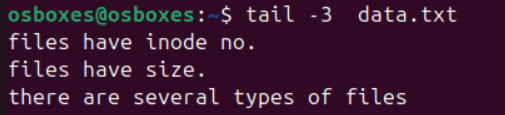 osboxes@osboxes:~$ tail -3  data.txt
files have inode no.
files have size.
there are several types of files